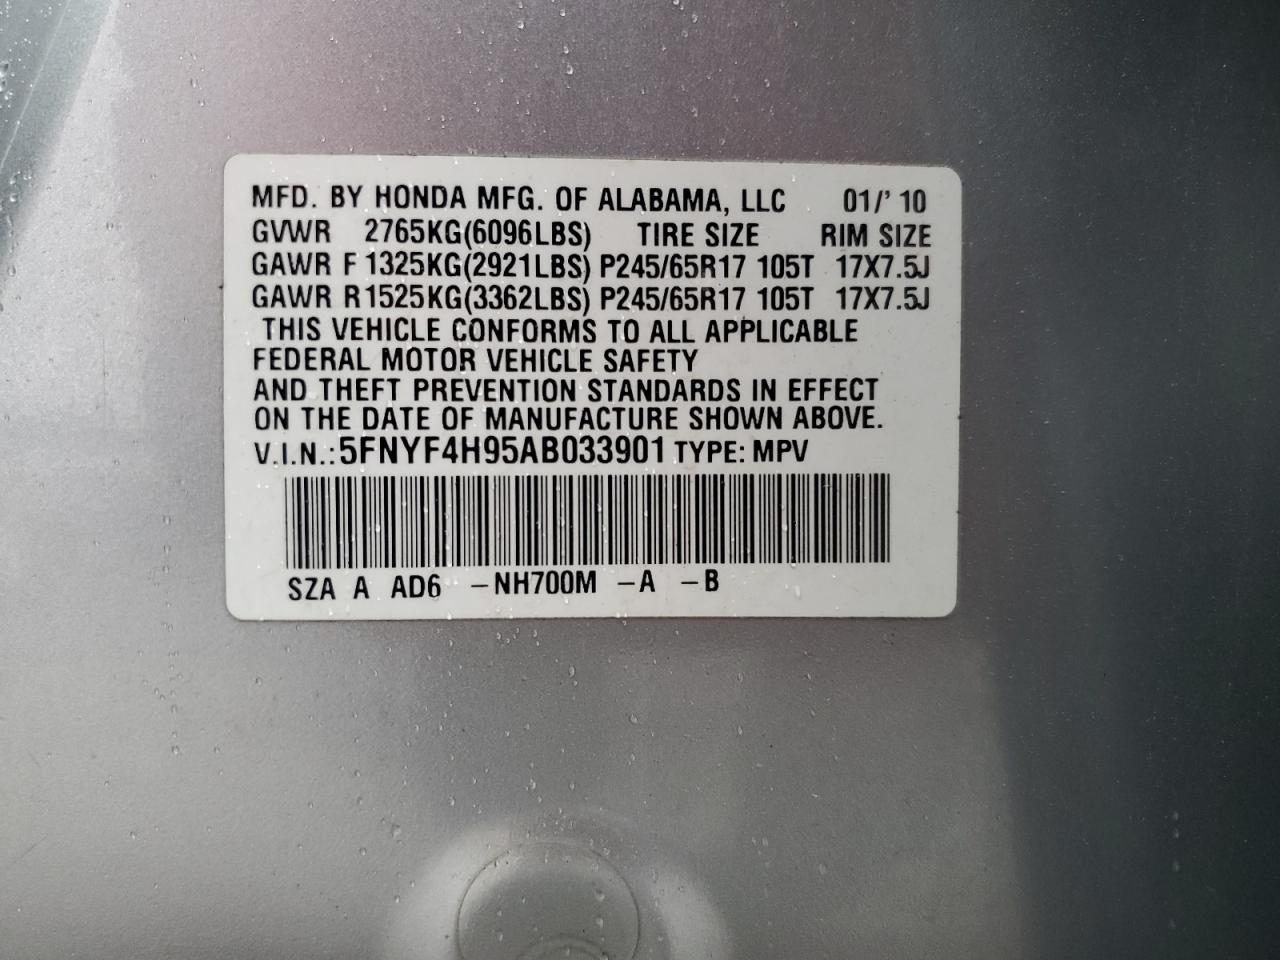 MFD. BY HONDA MFG. OF ALABAMA, LLC 01/' 10
GVWR 2765KG(6096LBS) TIRE SIZE RIM SIZE
GAWR F 1325KG(2921LBS) P245/65R17 105T 17X7.5J
GAWR R 1525KG(3362LBS) P245/65R17 105T 17X7.5J
THIS VEHICLE CONFORMS TO ALL APPLICABLE
FEDERAL MOTOR VEHICLE SAFETY
AND THEFT PREVENTION STANDARDS IN EFFECT
ON THE DATE OF MANUFACTURE SHOWN ABOVE.
V.I.N.: 5FNYF4H95AB033901 TYPE: MPV
SZA A AD6 –NH700M –A –B